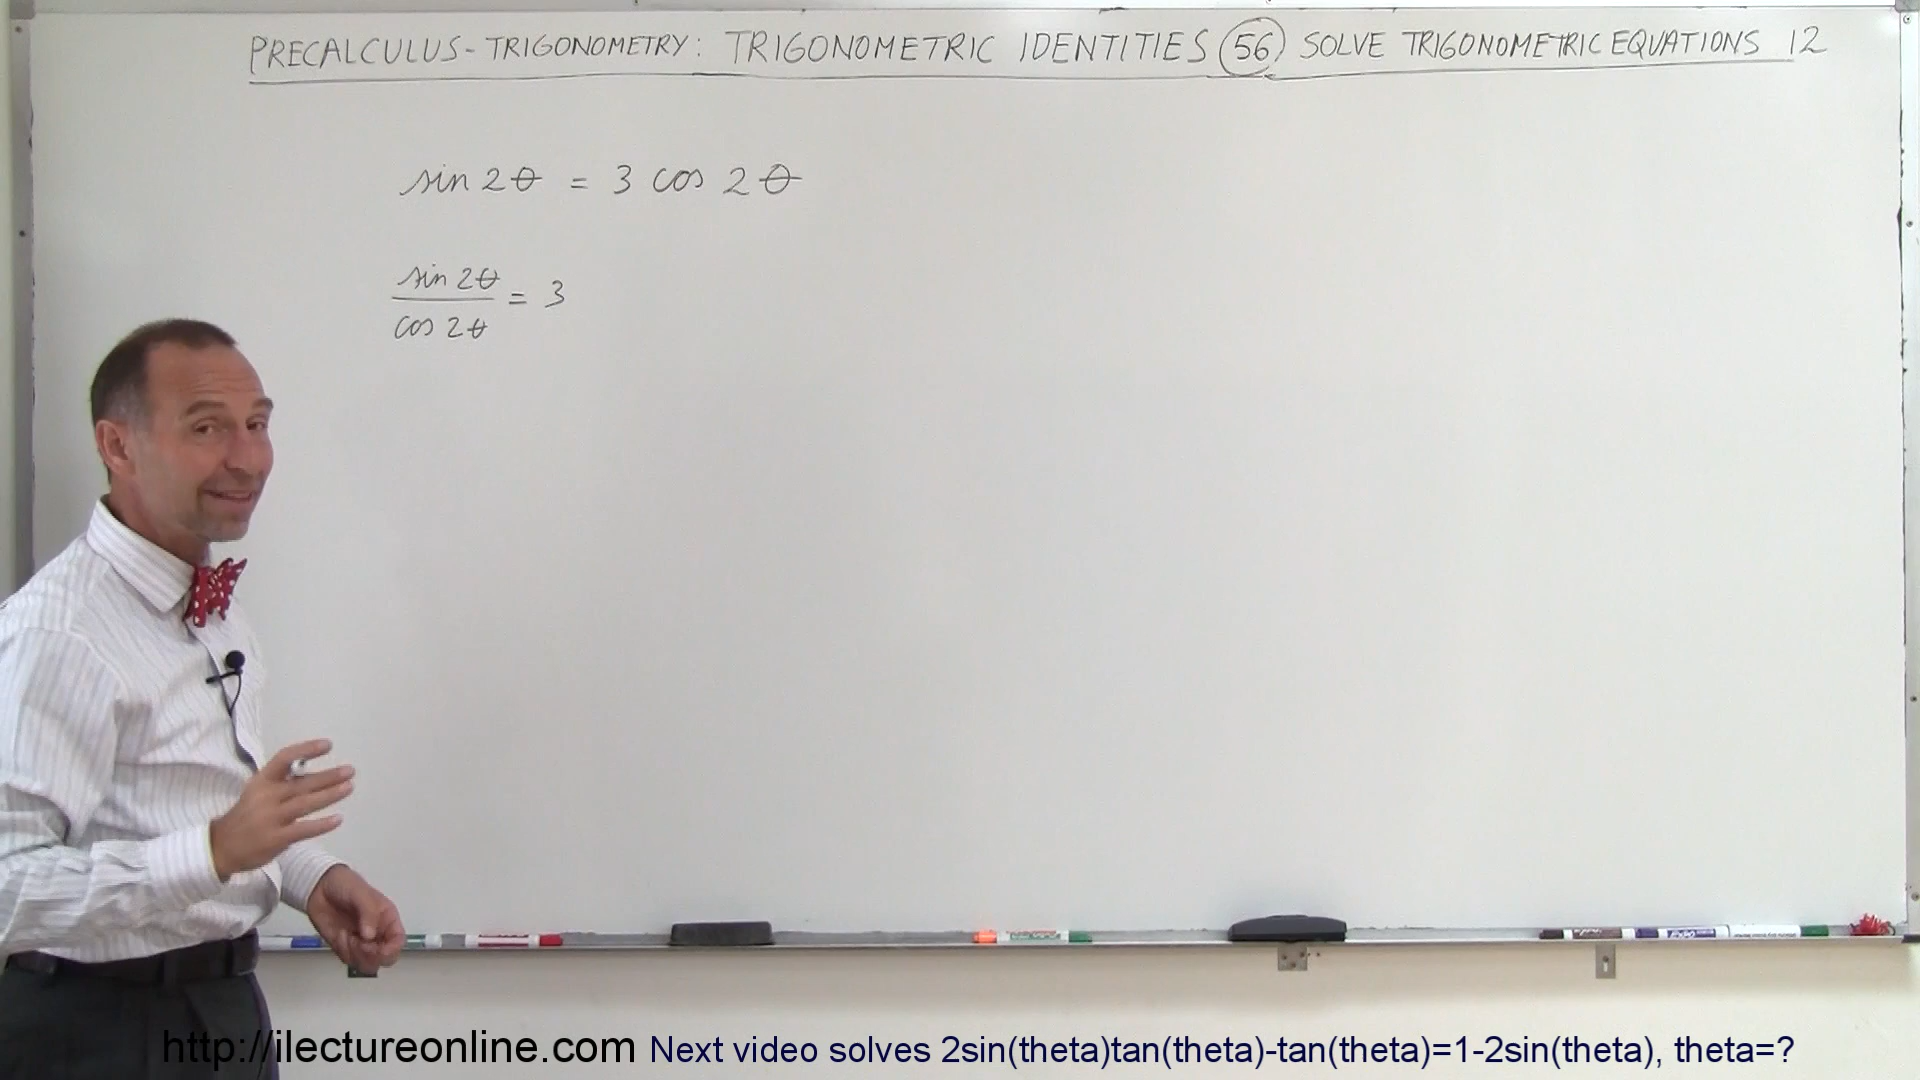 PRECALCULUS - TRIGONOMETRY: TRIGONOMETRIC IDENTITIES 56 SOLVE TRIGONOMETRIC EQUATIONS 12
sin 2θ = 3 cos 2θ
sin 2θ
cos 2θ
= 3
http://ilectureonline.com Next video solves 2sin(theta)tan(theta)-tan(theta)=1-2sin(theta), theta=?